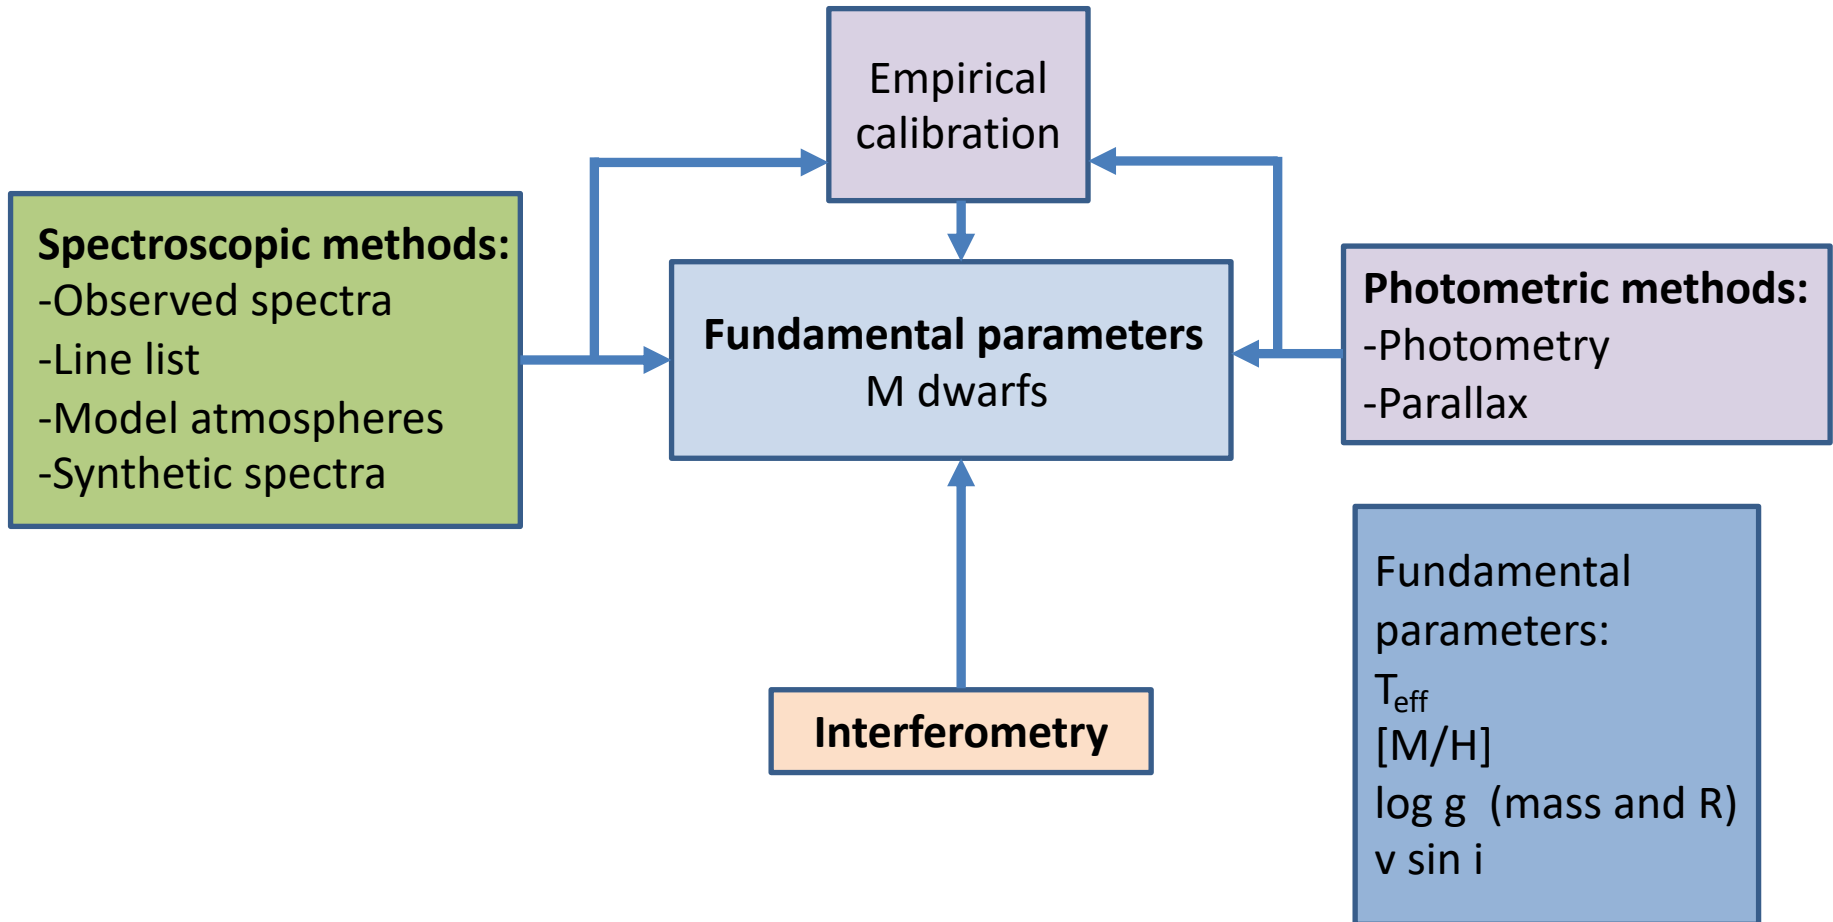 Empirical
calibration
Spectroscopic methods:
-Observed spectra
-Line list
-Model atmospheres
-Synthetic spectra
Fundamental parameters
M dwarfs
Photometric methods:
-Photometry
-Parallax
Interferometry
Fundamental
parameters:
Teff
[M/H]
log g (mass and R)
v sin i